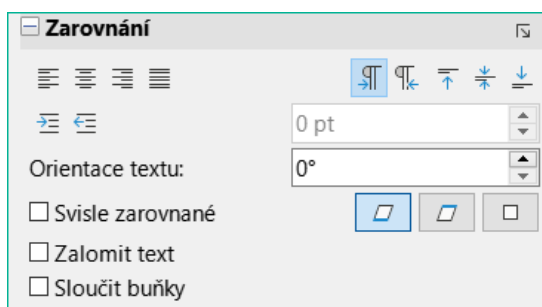 Zarovnání
0 pt
Orientace textu: 0°
Svisle zarovnané
Zalomit text
Sloučit buňky